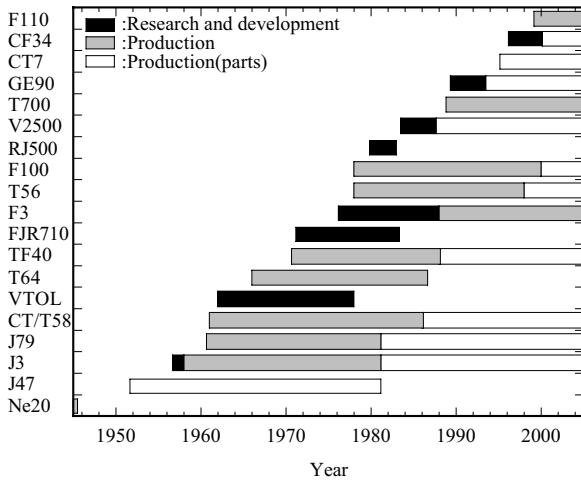 F110
CF34
CT7
GE90
T700
V2500
RJ500
F100
T56
F3
FJR710
TF40
T64
VTOL
CT/T58
J79
J3
J47
Ne20
:Research and development
:Production
:Production(parts)
1950 1960 1970 1980 1990 2000
Year